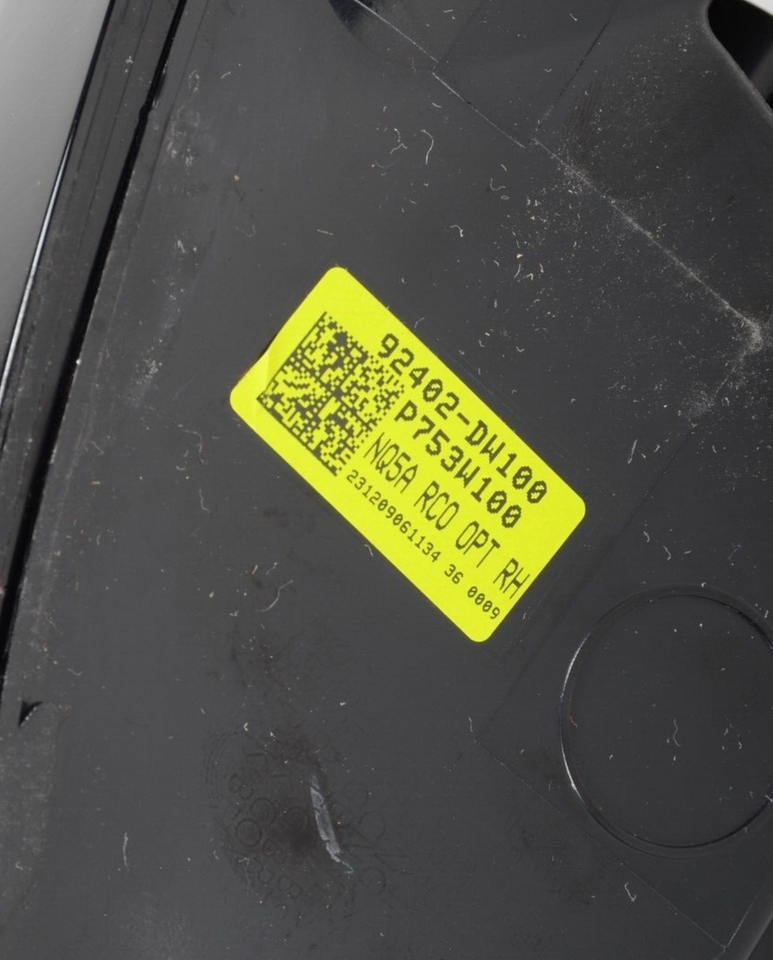 92402-DW100
P753W100
NQ5A RCO OPT RH
231209061134 36 0009